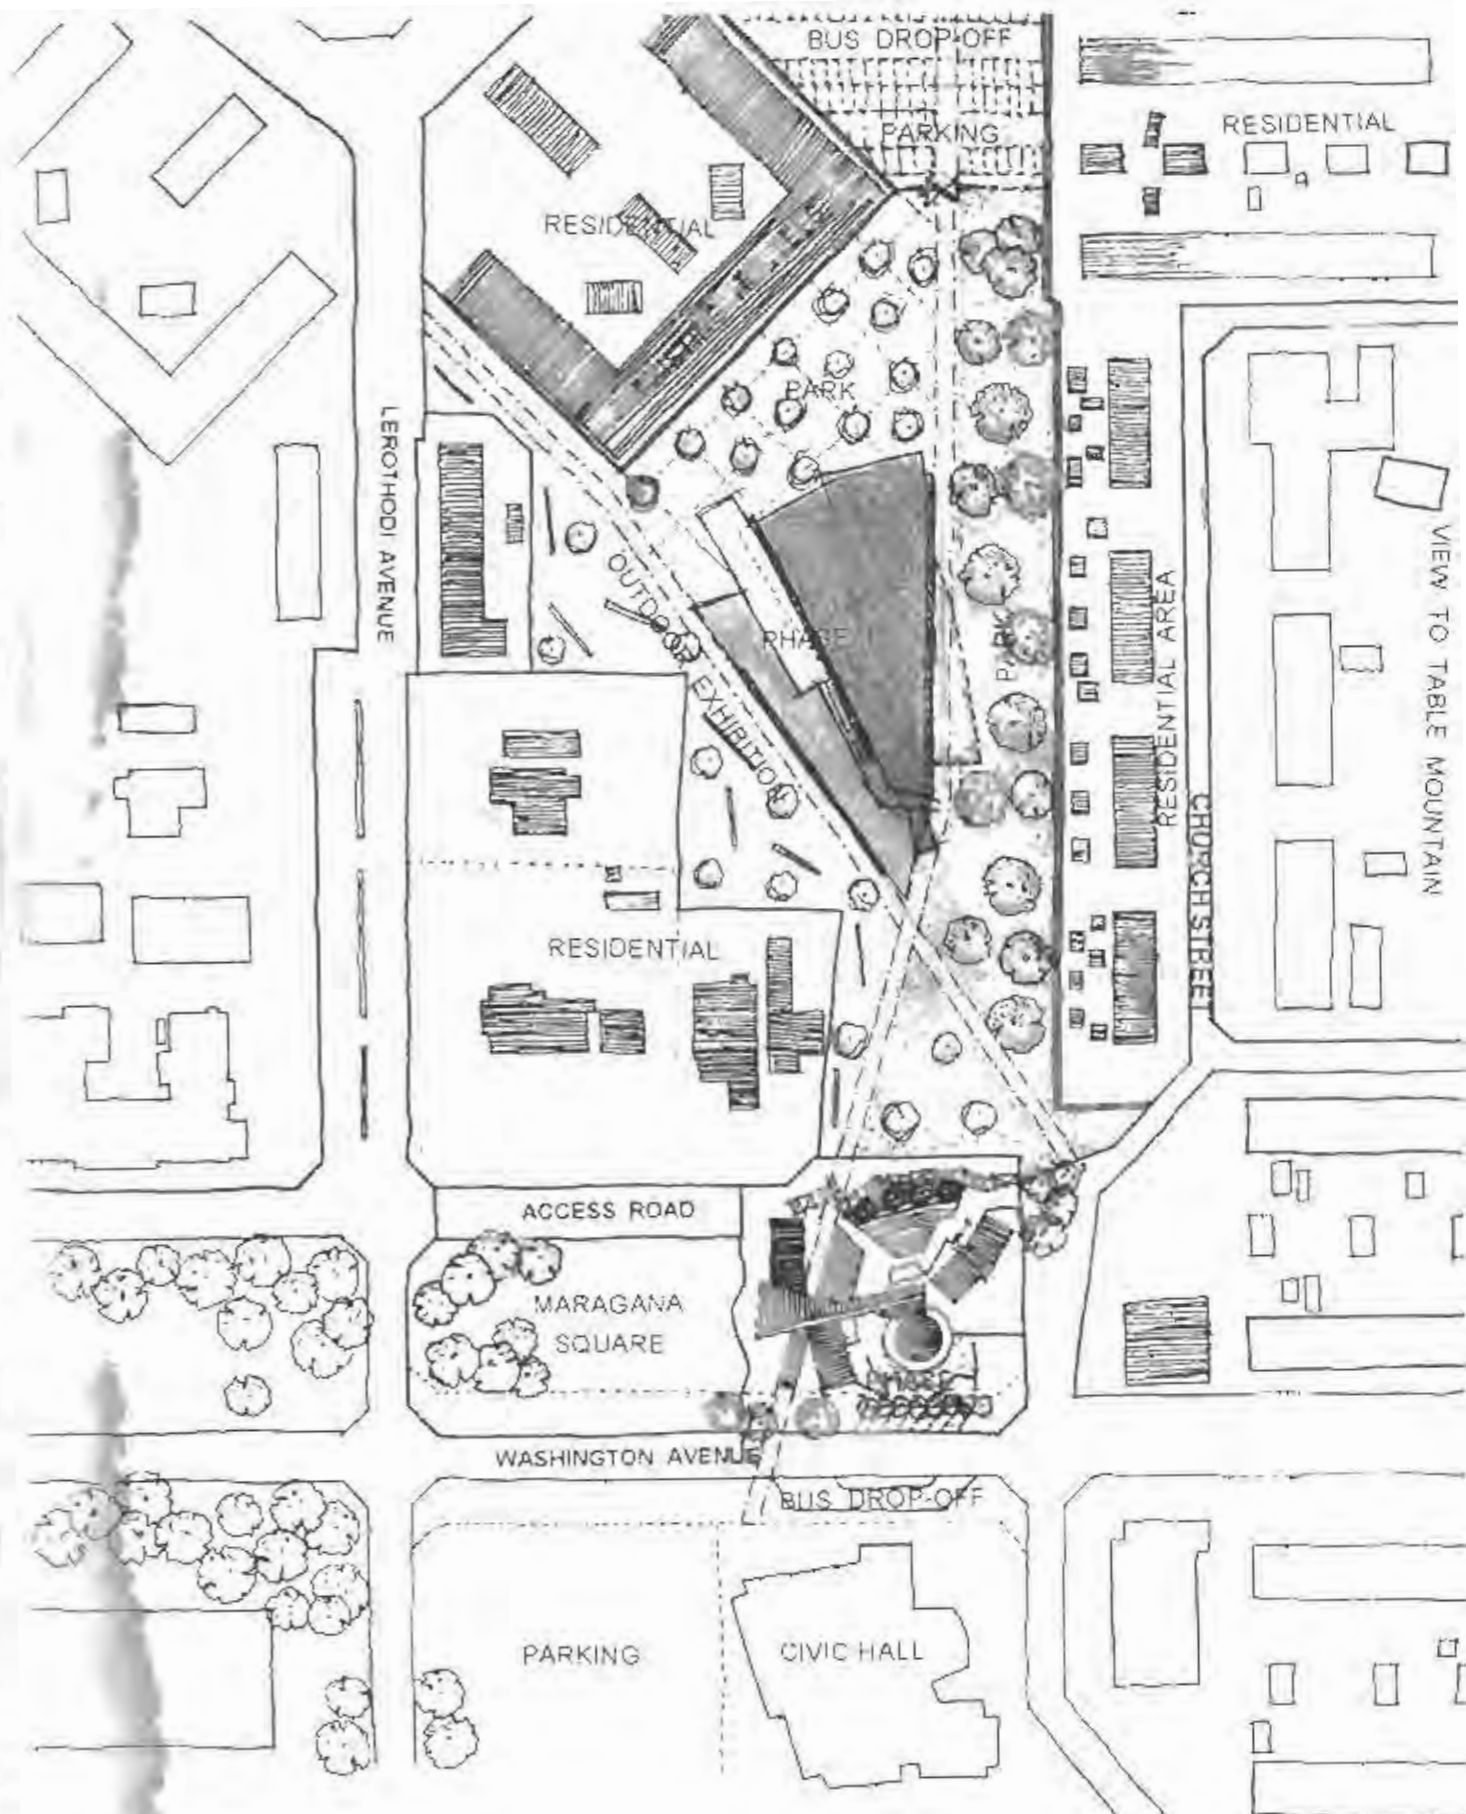 BUS DROP-OFF
PARKING
RESIDENTIAL
RESIDENTIAL
PARK
LEROTHODI AVENUE
OUTDOOR EXHIBITION
PHASE
PARK
RESIDENTIAL AREA
VIEW TO TABLE MOUNTAIN
CHURCH STREET
RESIDENTIAL
ACCESS ROAD
MARAGANA
SQUARE
PHASE
WASHINGTON AVENUE
BUS DROP-OFF
PARKING
CIVIC HALL